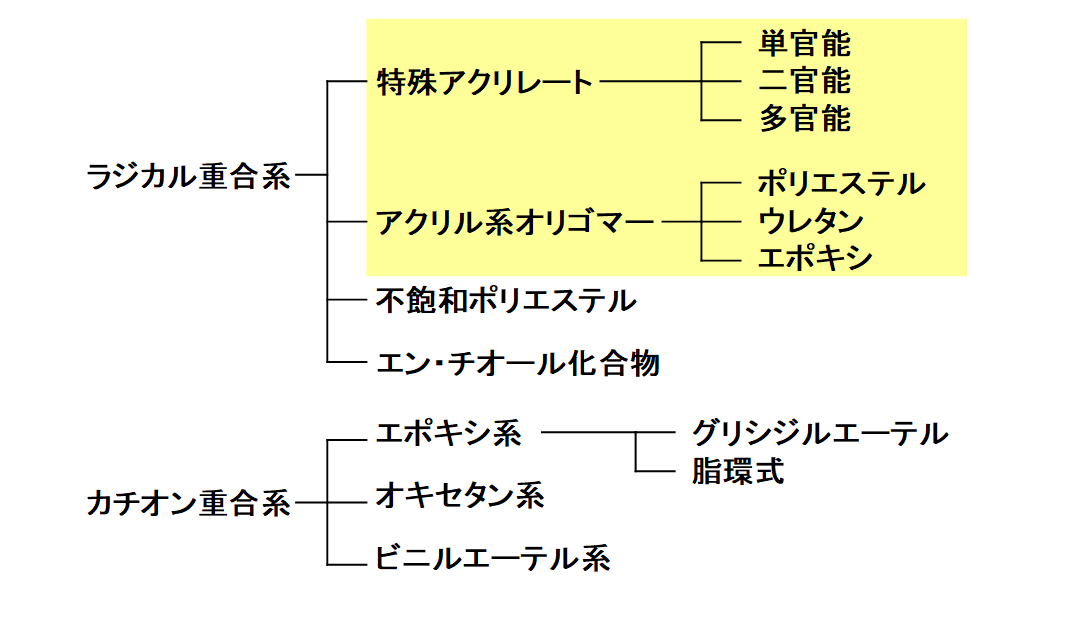 単官能
特殊アクリレート
二官能
多官能
ラジカル重合系
ポリエステル
アクリル系オリゴマー
ウレタン
エポキシ
不飽和ポリエステル
エン・チオール化合物
エポキシ系
グリシジルエーテル
脂環式
カチオン重合系
オキセタン系
ビニルエーテル系